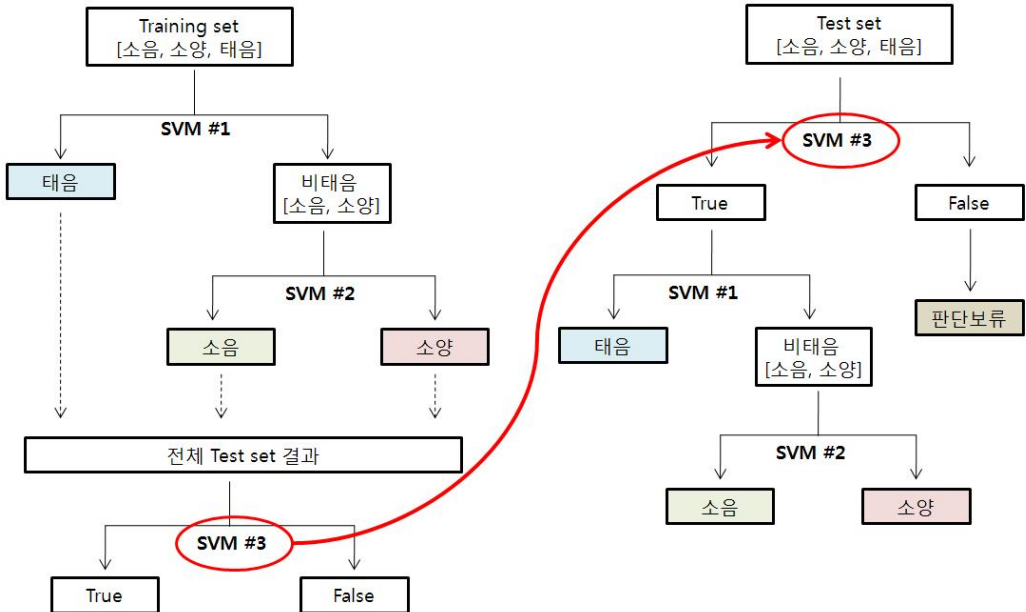 Training set
[소음, 소양, 태음]
SVM #1
태음
비태음
[소음, 소양]
SVM #2
소음
소양
전체 Test set 결과
SVM #3
True
False
Test set
[소음, 소양, 태음]
SVM #3
True
False
SVM #1
판단보류
태음
비태음
[소음, 소양]
SVM #2
소음
소양